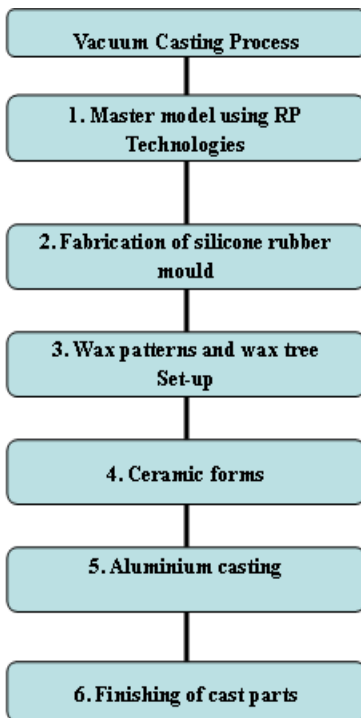 Vacuum Casting Process
1. Master model using RP
Technologies
2. Fabrication of silicone rubber
mould
3. Wax patterns and wax tree
Set-up
4. Ceramic forms
5. Aluminium casting
6. Finishing of cast parts